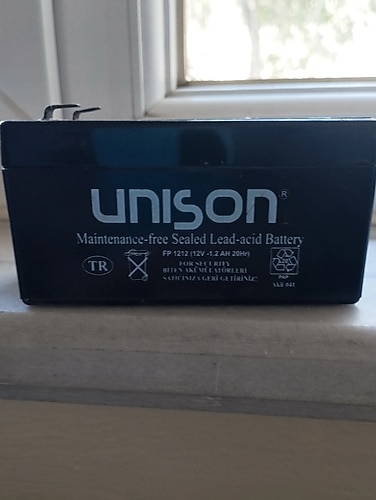 unison®
Maintenance-free Sealed Lead-acid Battery
FP 1212 (12V -1.2 AH 20Hr)
TR
FOR SECURITY
BİTEN AKÜMÜLATÖRLERİ
SATICINIZA GERİ GETİRİNİZ!